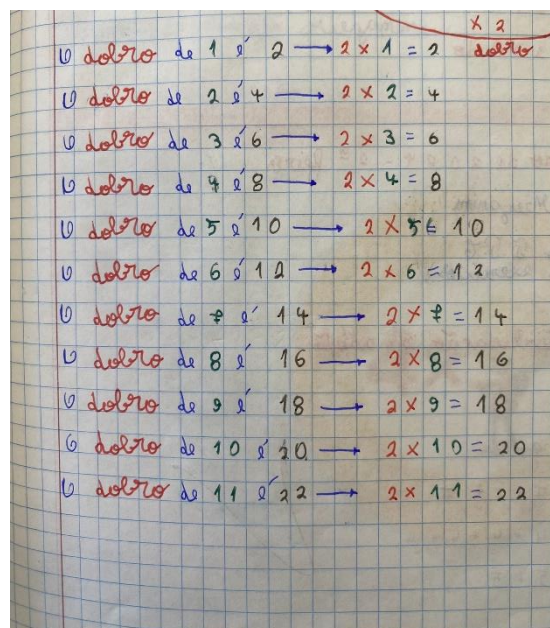 x 2
dobro
O dobro de 1 é 2 → 2 x 1 = 2
O dobro de 2 é 4 → 2 x 2 = 4
O dobro de 3 é 6 → 2 x 3 = 6
O dobro de 4 é 8 → 2 x 4 = 8
O dobro de 5 é 10 → 2 x 5 = 10
O dobro de 6 é 12 → 2 x 6 = 12
O dobro de 7 é 14 → 2 x 7 = 14
O dobro de 8 é 16 → 2 x 8 = 16
O dobro de 9 é 18 → 2 x 9 = 18
O dobro de 10 é 20 → 2 x 10 = 20
O dobro de 11 é 22 → 2 x 11 = 22